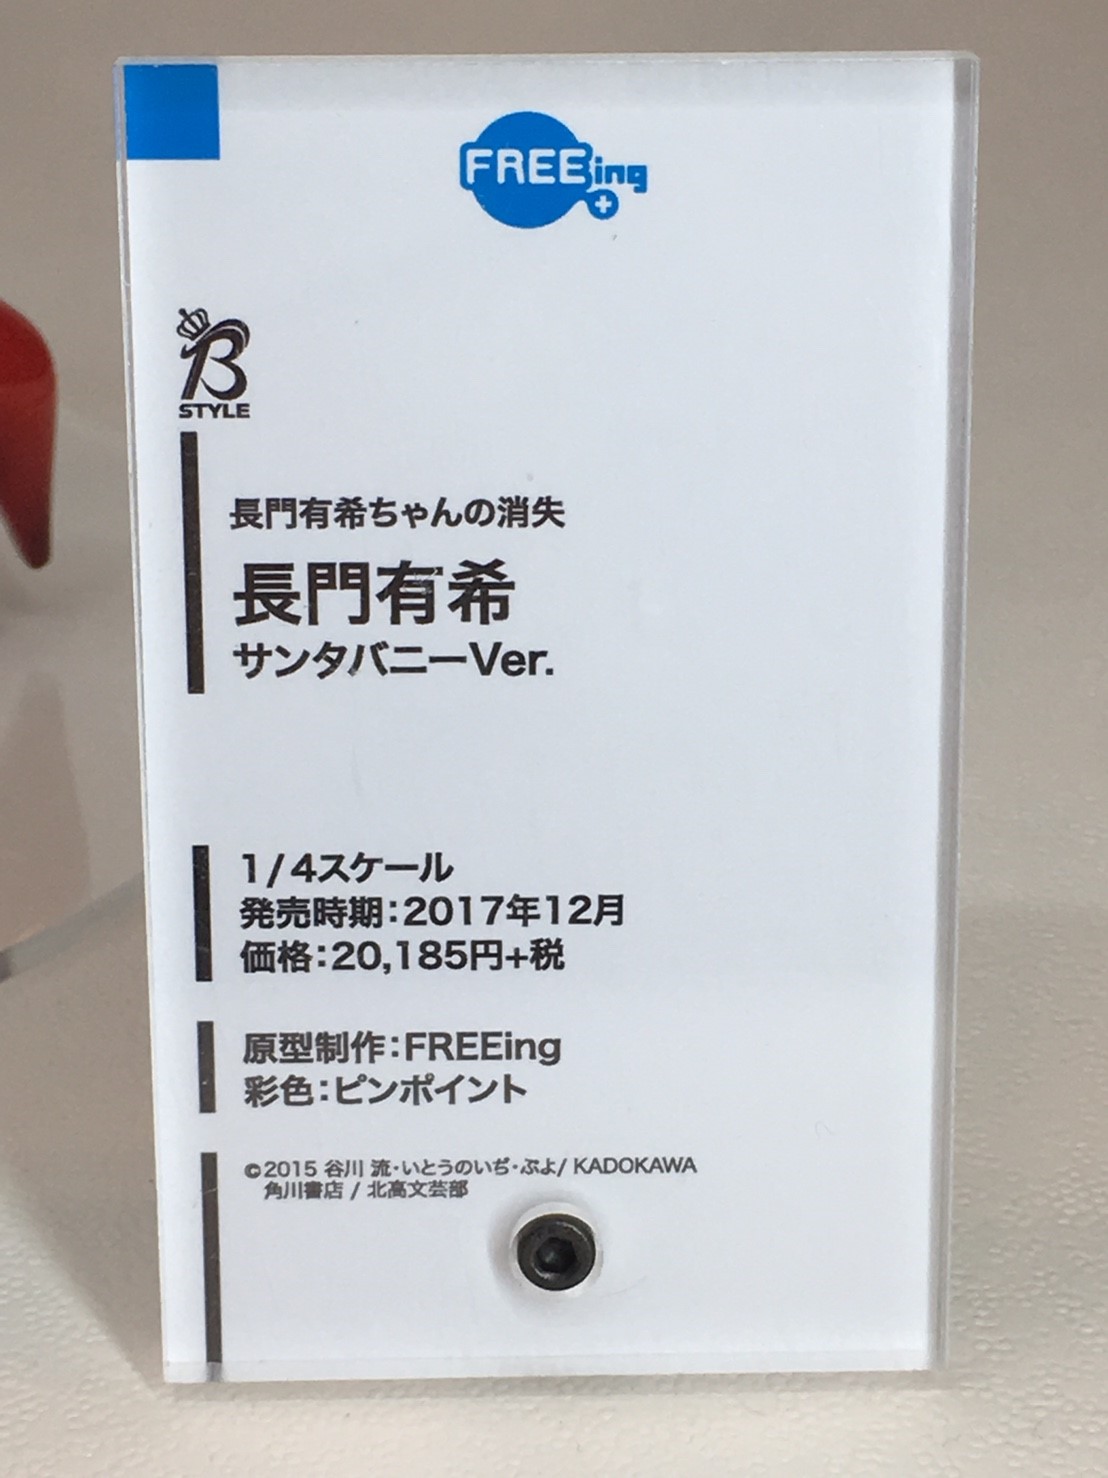 FREEing
B
STYLE
長門有希ちゃんの消失
長門有希
サンタバニーVer.
1/4スケール
発売時期:2017年12月
価格:20,185円+税
原型制作:FREEing
彩色:ピンポイント
©2015 谷川 流・いとうのいぢ・ぷよ/ KADOKAWA
角川書店 / 北高文芸部